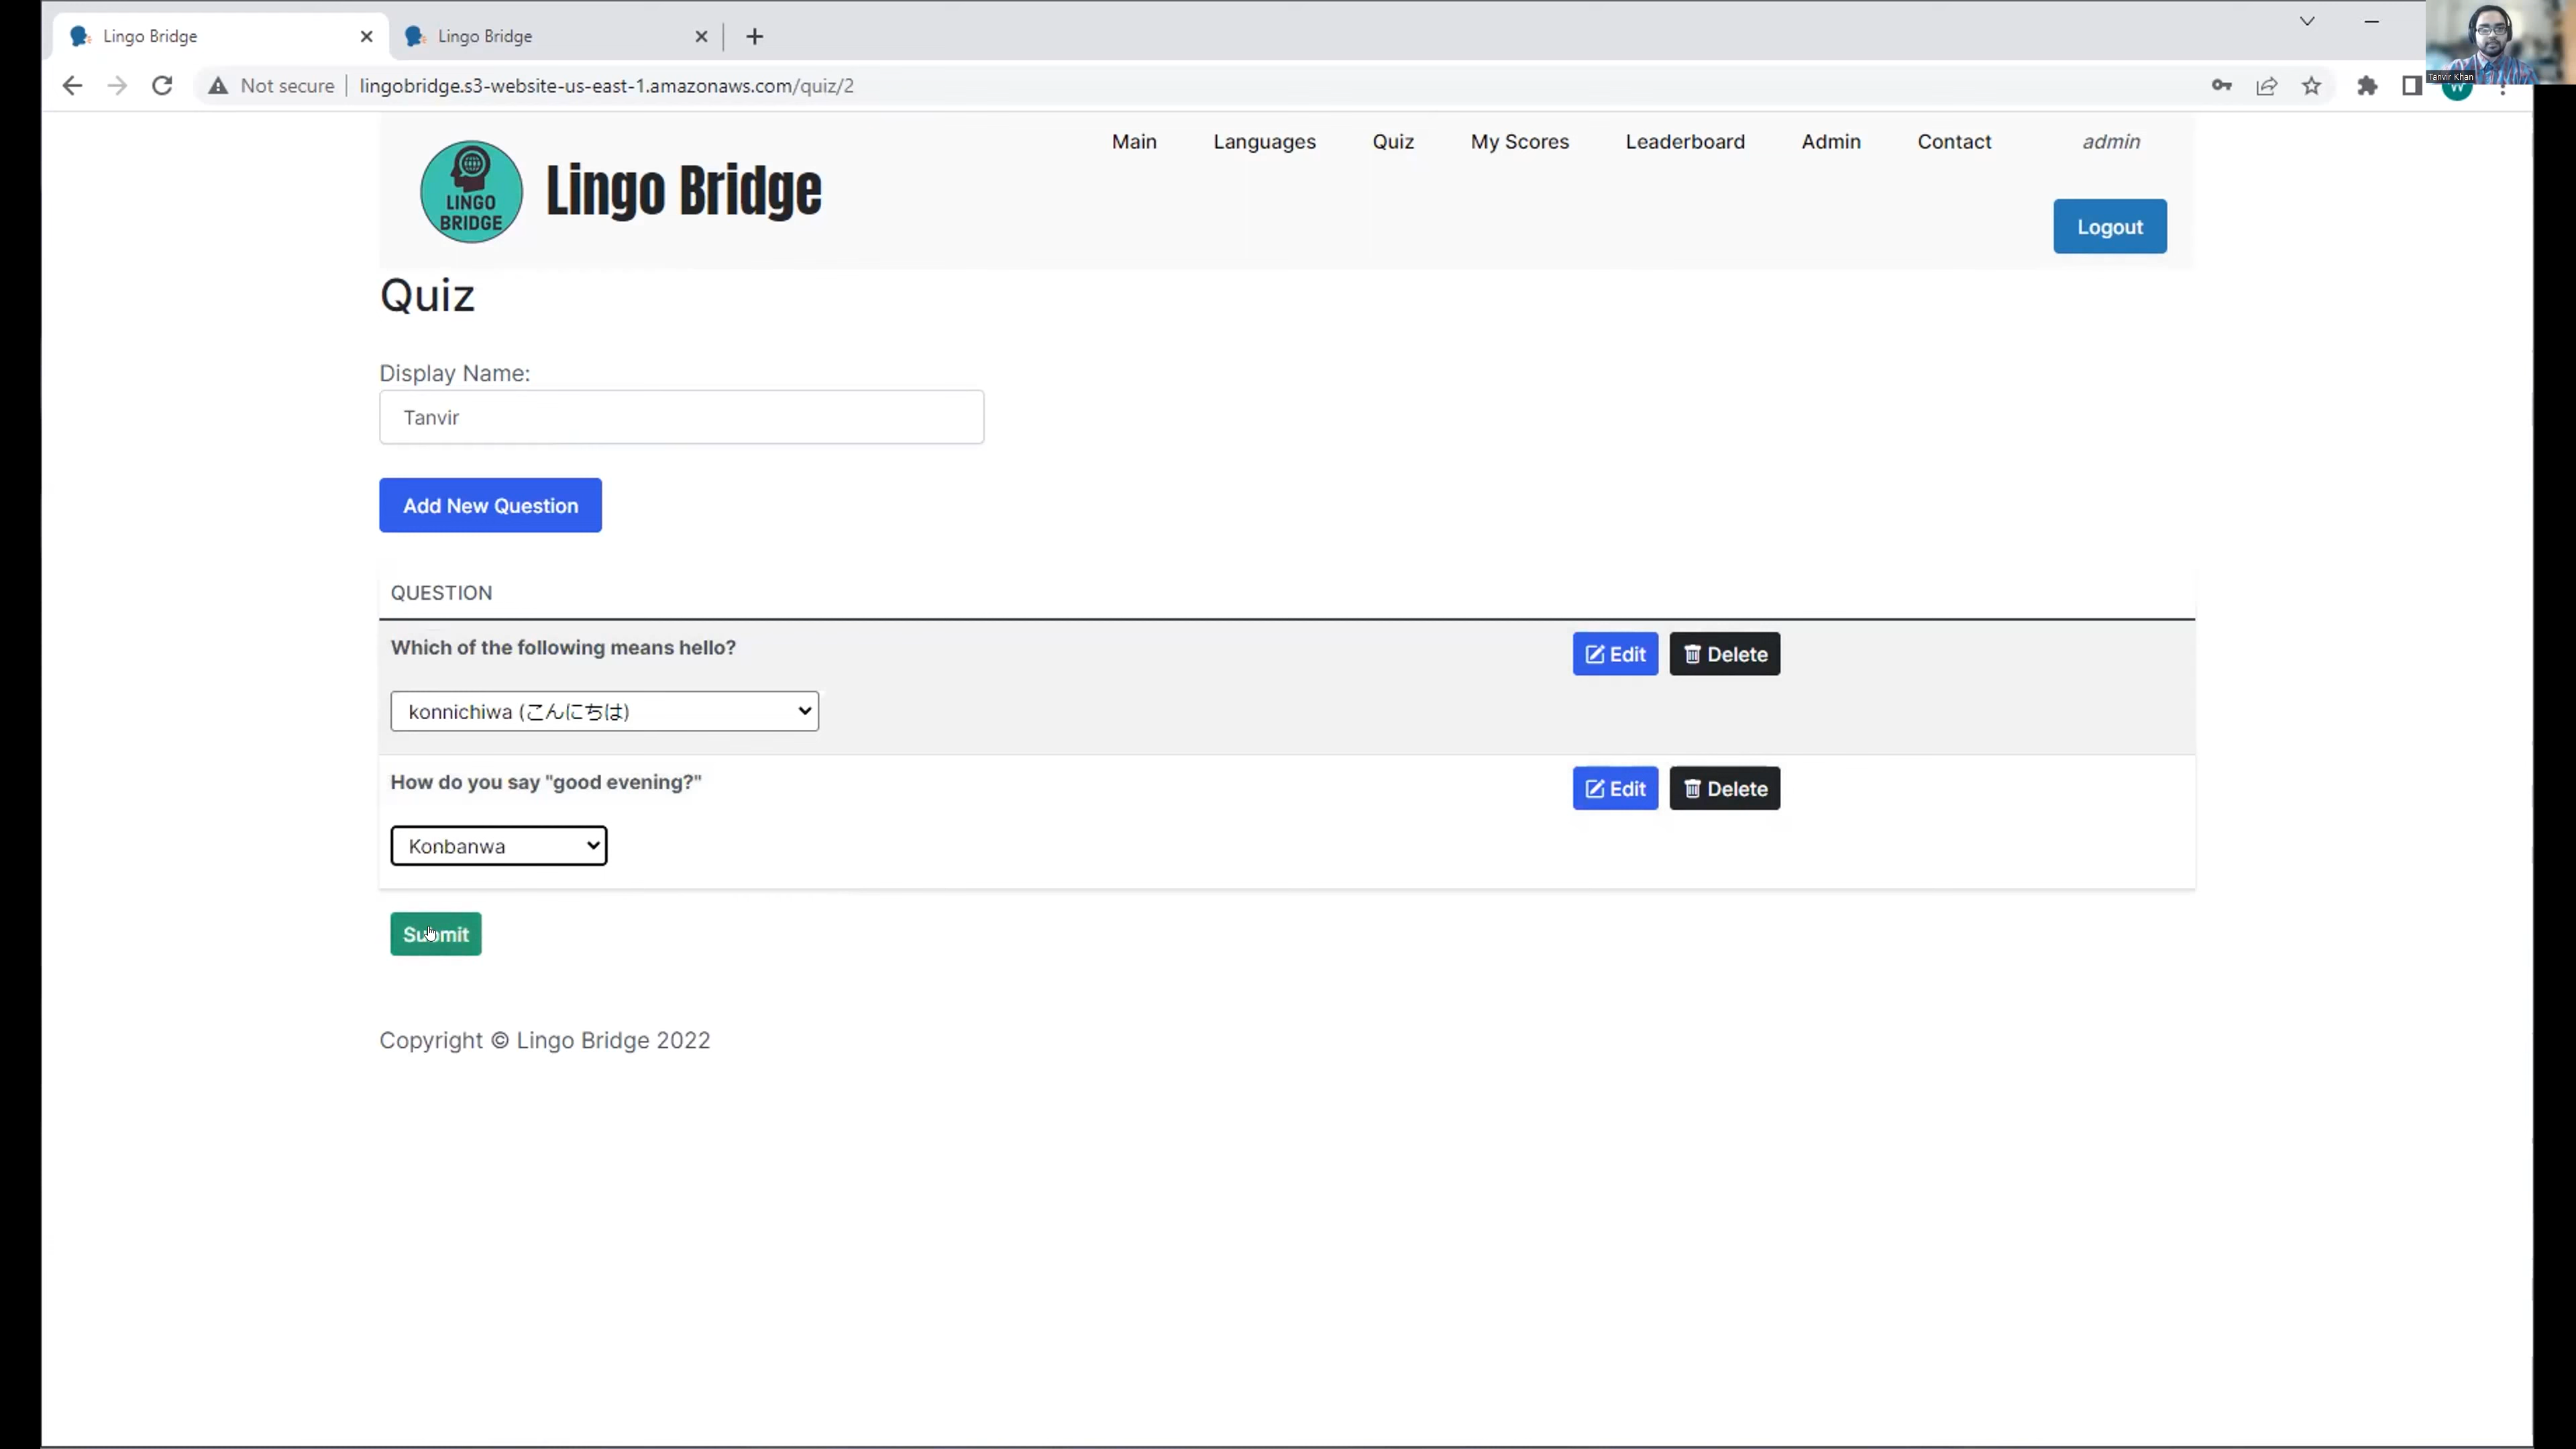 Lingo Bridge
Lingo Bridge
Not secure
lingobridge.s3-website-us-east-1.amazonaws.com/quiz/2
Tanvir Khan
W
LINGO
BRIDGE
Lingo Bridge
Main
Languages
Quiz
My Scores
Leaderboard
Admin
Contact
admin
Logout
Quiz
Display Name:
Tanvir
Add New Question
QUESTION
Which of the following means hello?
Edit
Delete
konnichiwa (こんにちは)
How do you say "good evening?"
Edit
Delete
Konbanwa
Submit
Copyright © Lingo Bridge 2022